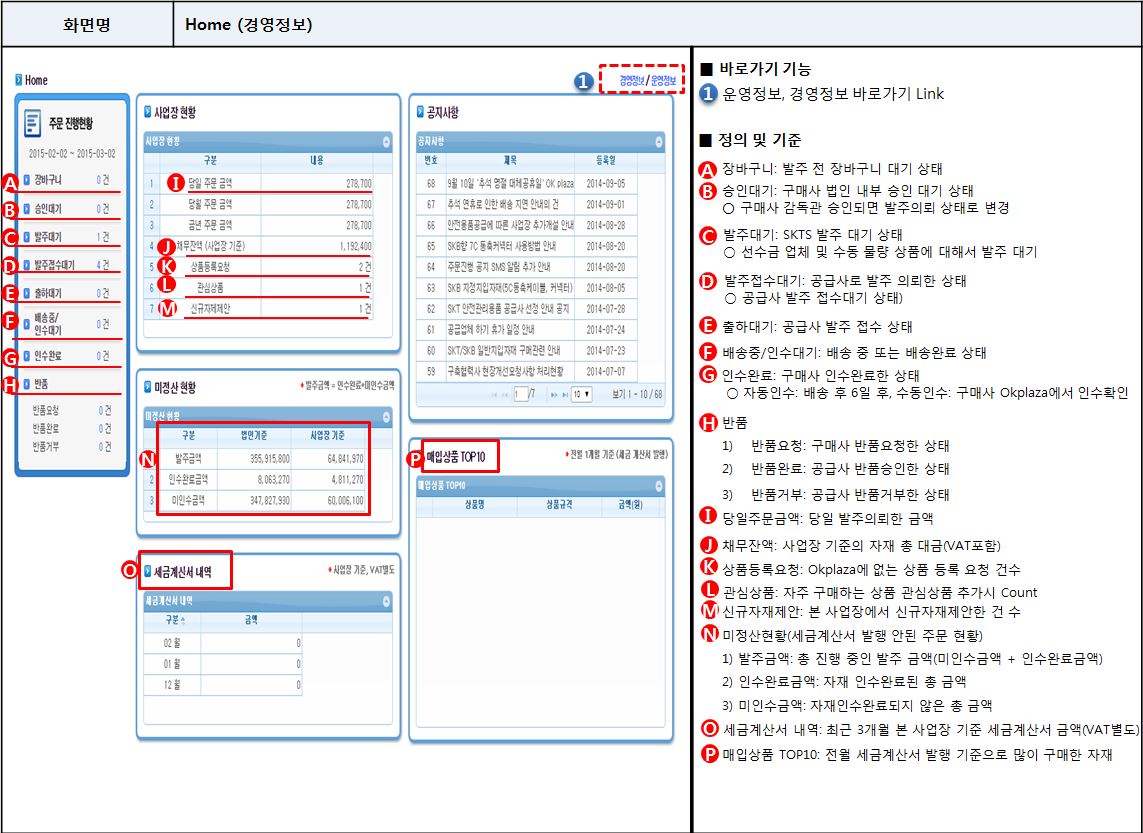 화면명
Home (경영정보)
Home
1 경영정보/운영정보
주문 진행현황
2015-02-02 ~ 2015-03-02
A 장바구니 0 건
B 승인대기 0 건
C 발주대기 1 건
D 발주접수대기 4 건
E 출하대기 0 건
F 배송중/
인수대기 0 건
G 인수완료 0 건
H 반품
반품요청 0 건
반품완료 0 건
반품거부 0 건
사업장 현황
사업장 현황
구분 내용
1 I 당일 주문 금액 278,700
2 당월 주문 금액 278,700
3 금년 주문 금액 278,700
4 J 채무잔액 (사업장 기준) 1,192,400
5 K 상품등록요청 2 건
6 L 관심상품 1 건
7 M 신규자재제안 1 건
미정산 현황 • 발주금액 = 인수완료+미인수금액
미정산 현황
구분 법인기준 사업장 기준
N
1 발주금액 355,915,800 64,841,970
2 인수완료금액 8,063,270 4,811,270
3 미인수금액 347,827,930 60,006,100
O 세금계산서 내역 • 사업장 기준, VAT별도
세금계산서 내역
구분 금액
02 월 0
01 월 0
12 월 0
공지사항
공지사항
번호 제목 등록일
68 9월 10일 '추석 명절 대체공휴일' OK plaza 2014-09-05
67 추석 연휴로 인한 배송 지연 안내의 건 2014-09-01
66 안전용품공급에 따른 사업장 추가개설 안내 2014-08-28
65 SKB향 7C 동축커넥터 사용방법 안내 2014-08-20
64 주문진행 공지 SMS 알림 추가 안내 2014-08-20
63 SKB 지정지입자재(5C동축케이블, 커넥터) 2014-08-05
62 SKT 안전관리용품 공급사 선정 안내 공지 2014-07-28
61 공급업체 하기 휴가 일정 안내 2014-07-24
60 SKT/SKB 일반지입자재 구매관련 안내 2014-07-23
59 구축협력사 현장개선요청사항 처리현황 2014-07-07
1 /7 10 보기 1 - 10 / 68
P 매입상품 TOP10 • 전월 1개월 기준 (세금 계산서 발행)
매입상품 TOP10
상품명 상품규격 금액(원)
■ 바로가기 기능
1 운영정보, 경영정보 바로가기 Link
■ 정의 및 기준
A 장바구니: 발주 전 장바구니 대기 상태
B 승인대기: 구매사 법인 내부 승인 대기 상태
○ 구매사 감독관 승인되면 발주의뢰 상태로 변경
C 발주대기: SKTS 발주 대기 상태
○ 선수금 업체 및 수동 물량 상품에 대해서 발주 대기
D 발주접수대기: 공급사로 발주 의뢰한 상태
○ 공급사 발주 접수대기 상태)
E 출하대기: 공급사 발주 접수 상태
F 배송중/인수대기: 배송 중 또는 배송완료 상태
G 인수완료: 구매사 인수완료한 상태
○ 자동인수: 배송 후 6일 후, 수동인수: 구매사 Okplaza에서 인수확인
H 반품
1) 반품요청: 구매사 반품요청한 상태
2) 반품완료: 공급사 반품승인한 상태
3) 반품거부: 공급사 반품거부한 상태
I 당일주문금액: 당일 발주의뢰한 금액
J 채무잔액: 사업장 기준의 자재 총 대금(VAT포함)
K 상품등록요청: Okplaza에 없는 상품 등록 요청 건수
L 관심상품: 자주 구매하는 상품 관심상품 추가시 Count
M 신규자재제안: 본 사업장에서 신규자재제안한 건 수
N 미정산현황(세금계산서 발행 안된 주문 현황)
1) 발주금액: 총 진행 중인 발주 금액(미인수금액 + 인수완료금액)
2) 인수완료금액: 자재 인수완료된 총 금액
3) 미인수금액: 자재인수완료되지 않은 총 금액
O 세금계산서 내역: 최근 3개월 본 사업장 기준 세금계산서 금액(VAT별도)
P 매입상품 TOP10: 전월 세금계산서 발행 기준으로 많이 구매한 자재